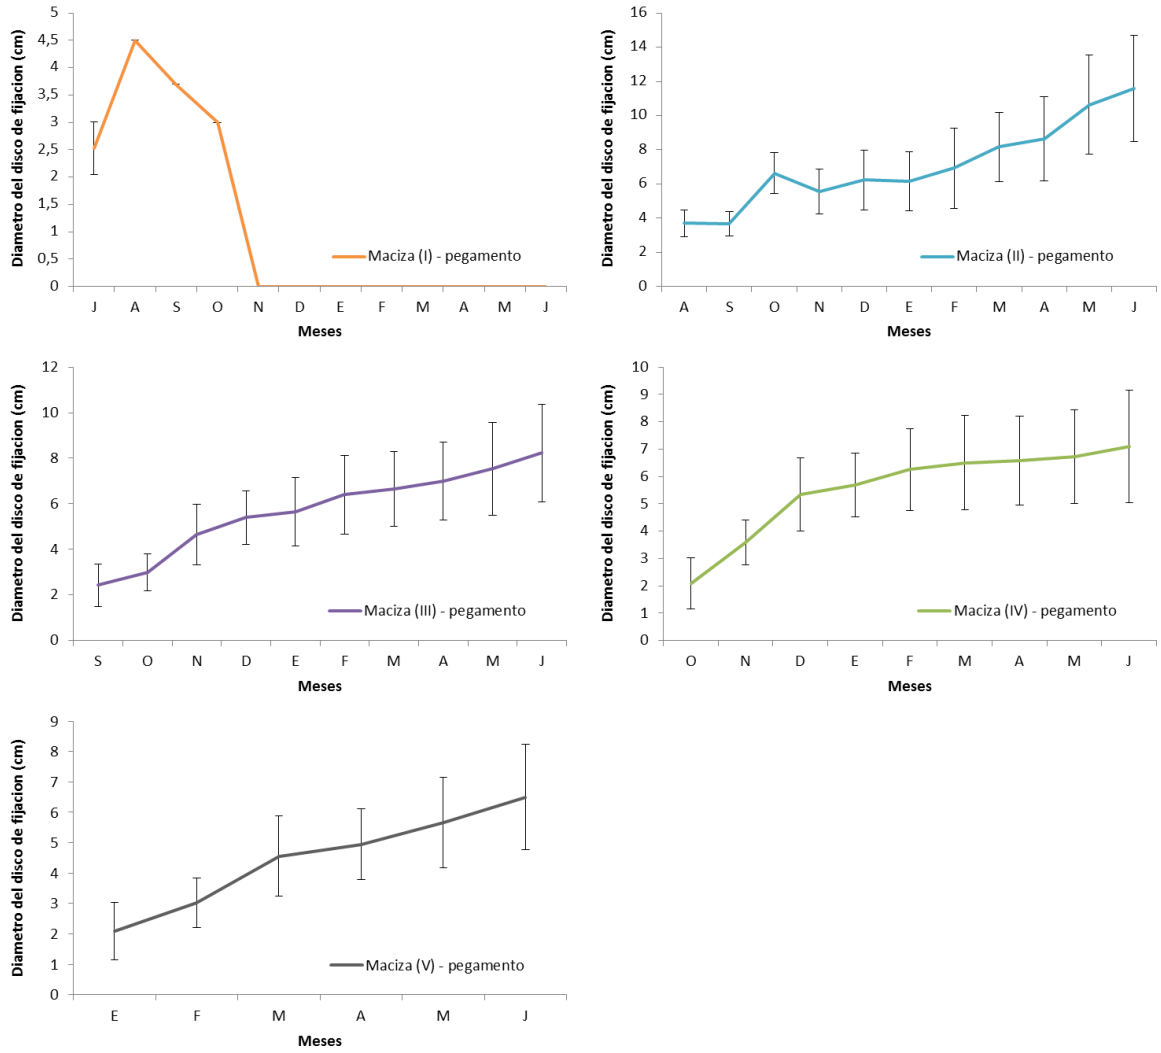 Diametro del disco de fijacion (cm)
5
4,5
4
3,5
3
2,5
2
1,5
1
0,5
0
Maciza (I) - pegamento
J A S O N D E F M A M J
Meses
Diametro del disco de fijacion (cm)
16
14
12
10
8
6
4
2
0
Maciza (II) - pegamento
A S O N D E F M A M J
Meses
Diametro del disco de fijacion (cm)
12
10
8
6
4
2
0
Maciza (III) - pegamento
S O N D E F M A M J
Meses
Diametro del disco de fijacion (cm)
10
9
8
7
6
5
4
3
2
1
0
Maciza (IV) - pegamento
O N D E F M A M J
Meses
Diametro del disco de fijacion (cm)
9
8
7
6
5
4
3
2
1
0
Maciza (V) - pegamento
E F M A M J
Meses